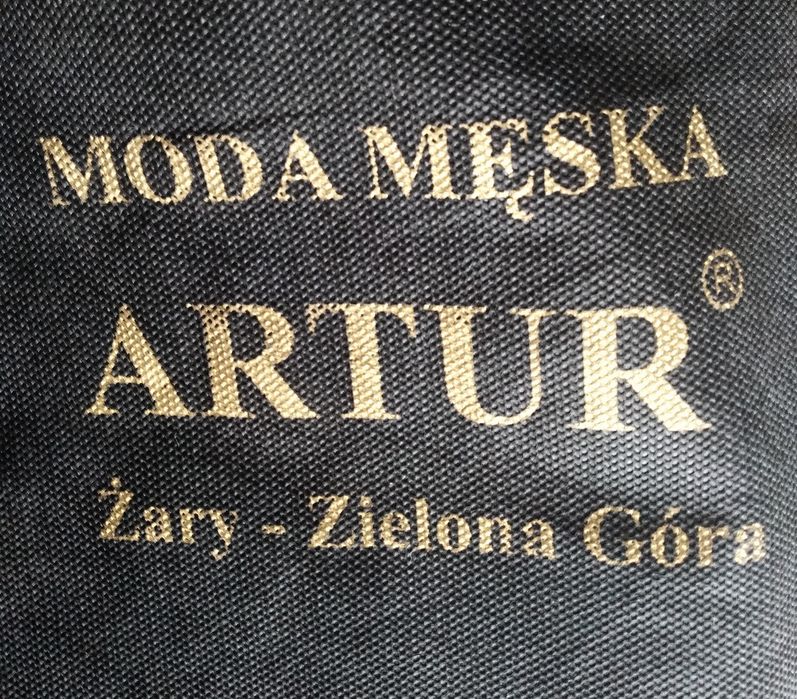 MODA MĘSKA
ARTUR®
Żary - Zielona Góra